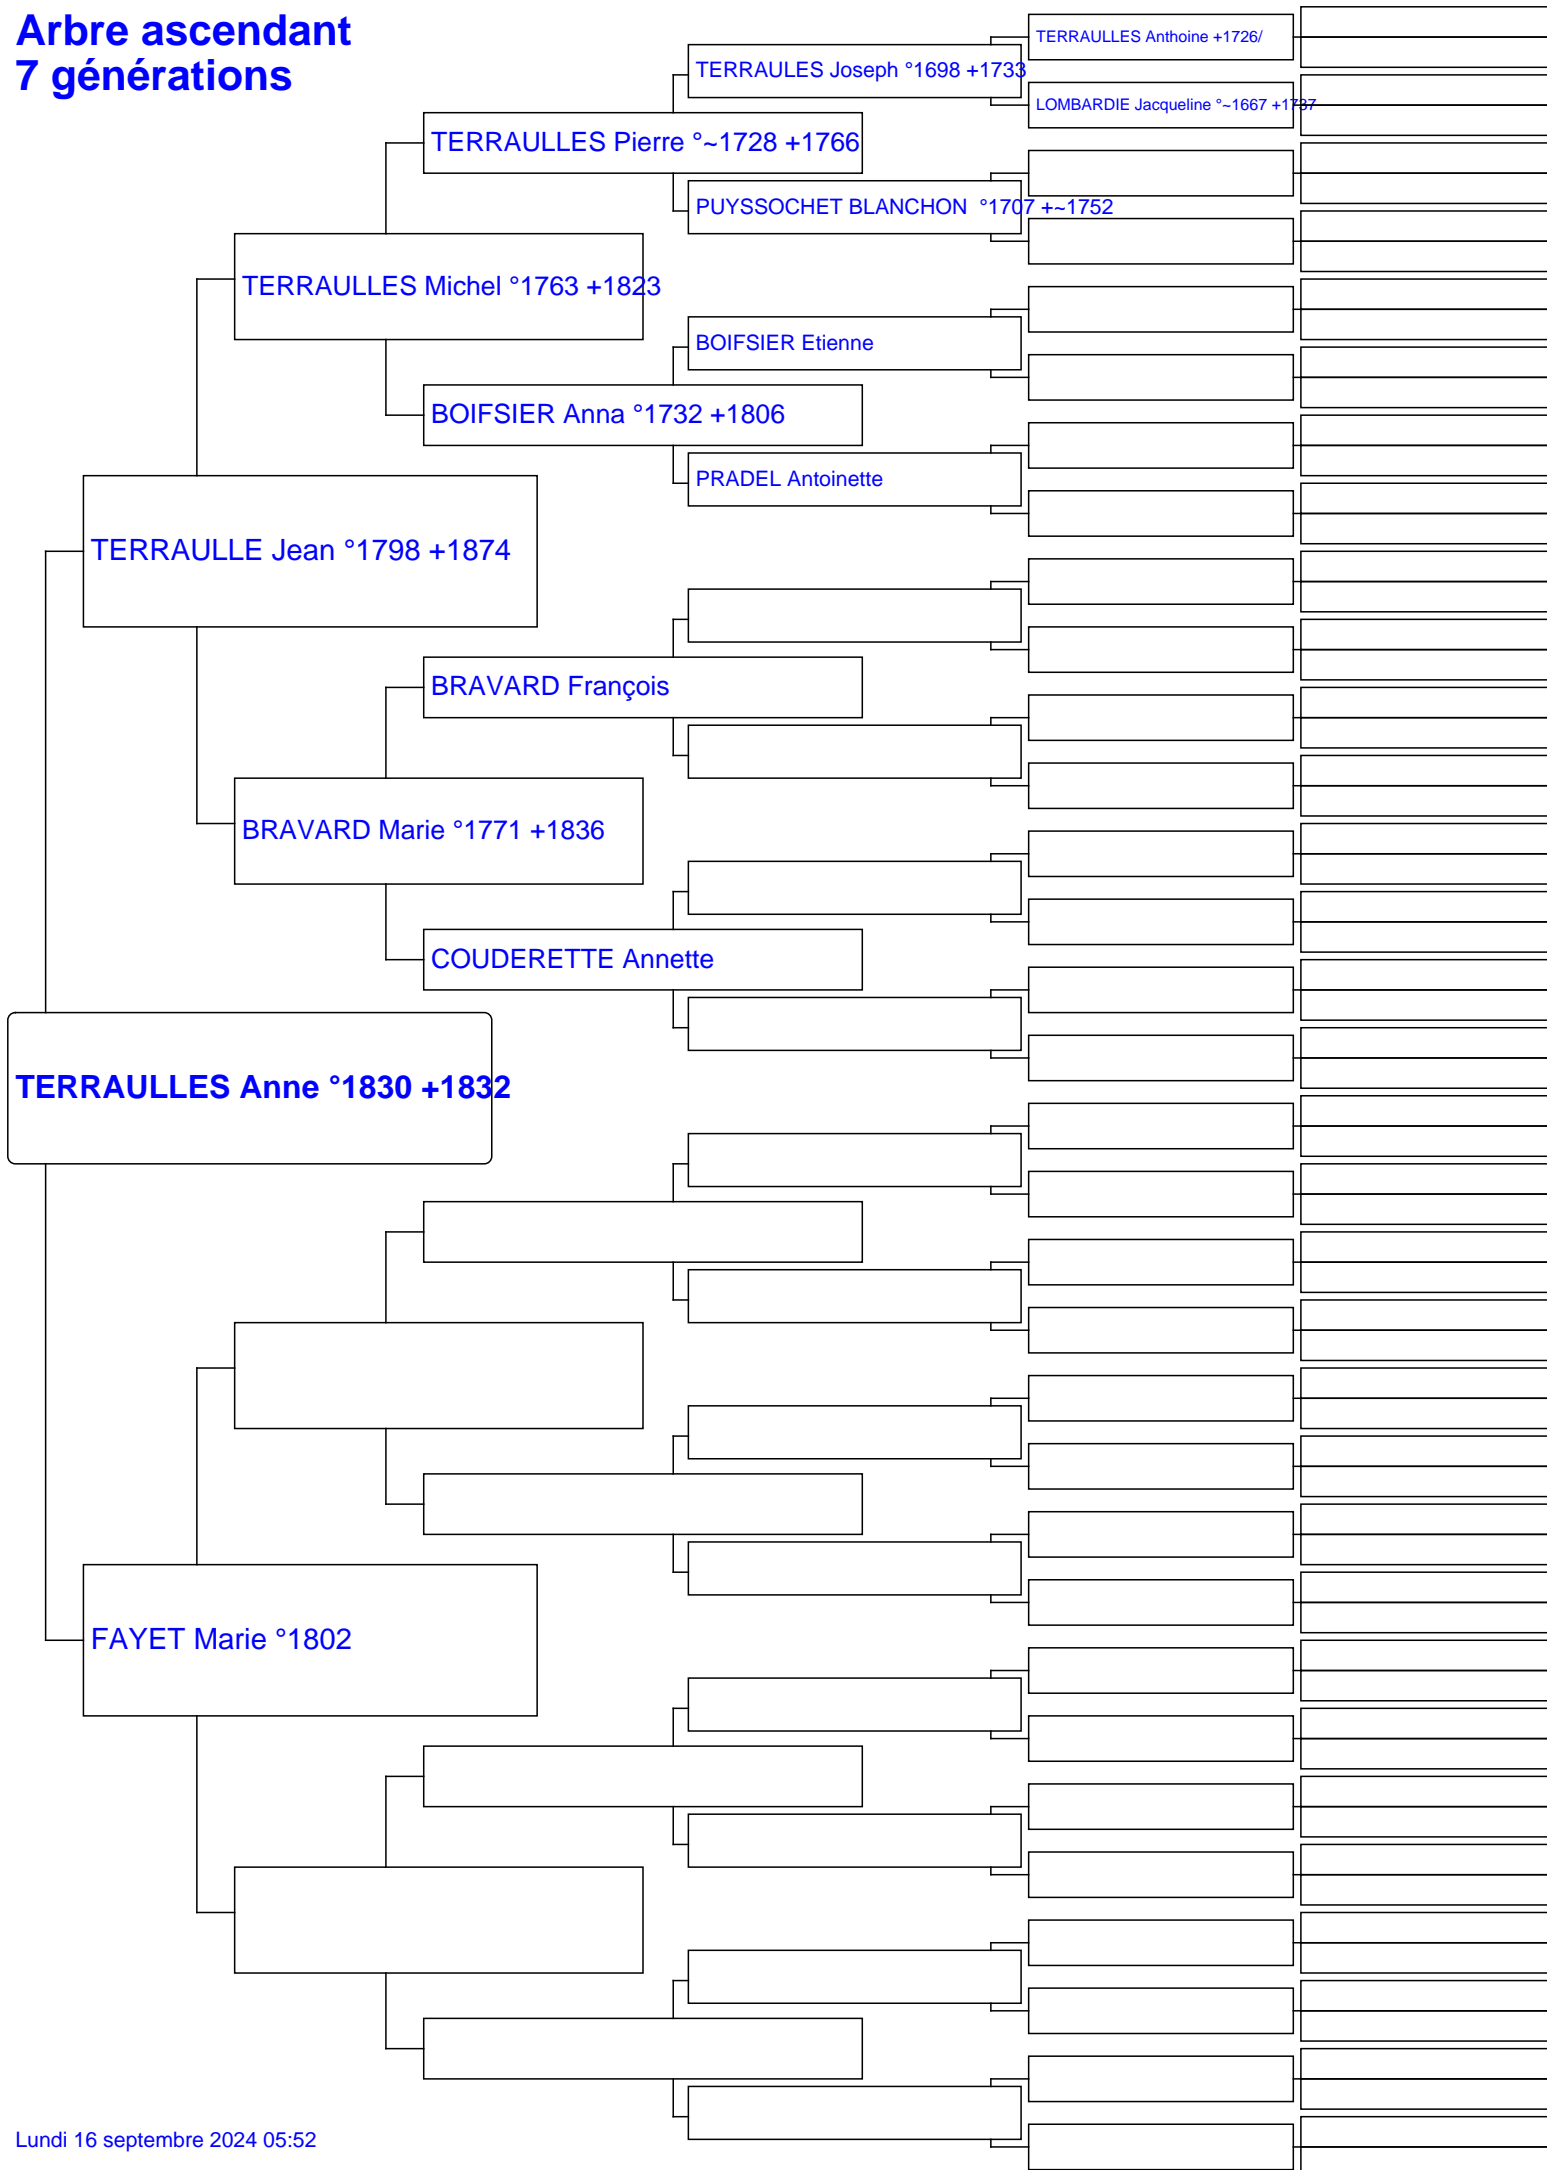 Arbre ascendant
7 générations
TERRAULLES Anthoine +1726/
TERRAULES Joseph °1698 +1733
LOMBARDIE Jacqueline °~1667 +1737
TERRAULLES Pierre °~1728 +1766
PUYSSOCHET BLANCHON  °1707 +~1752
TERRAULLES Michel °1763 +1823
BOIFSIER Etienne
BOIFSIER Anna °1732 +1806
PRADEL Antoinette
TERRAULLE Jean °1798 +1874
BRAVARD François
BRAVARD Marie °1771 +1836
COUDERETTE Annette
TERRAULLES Anne °1830 +1832
FAYET Marie °1802
Lundi 16 septembre 2024 05:52